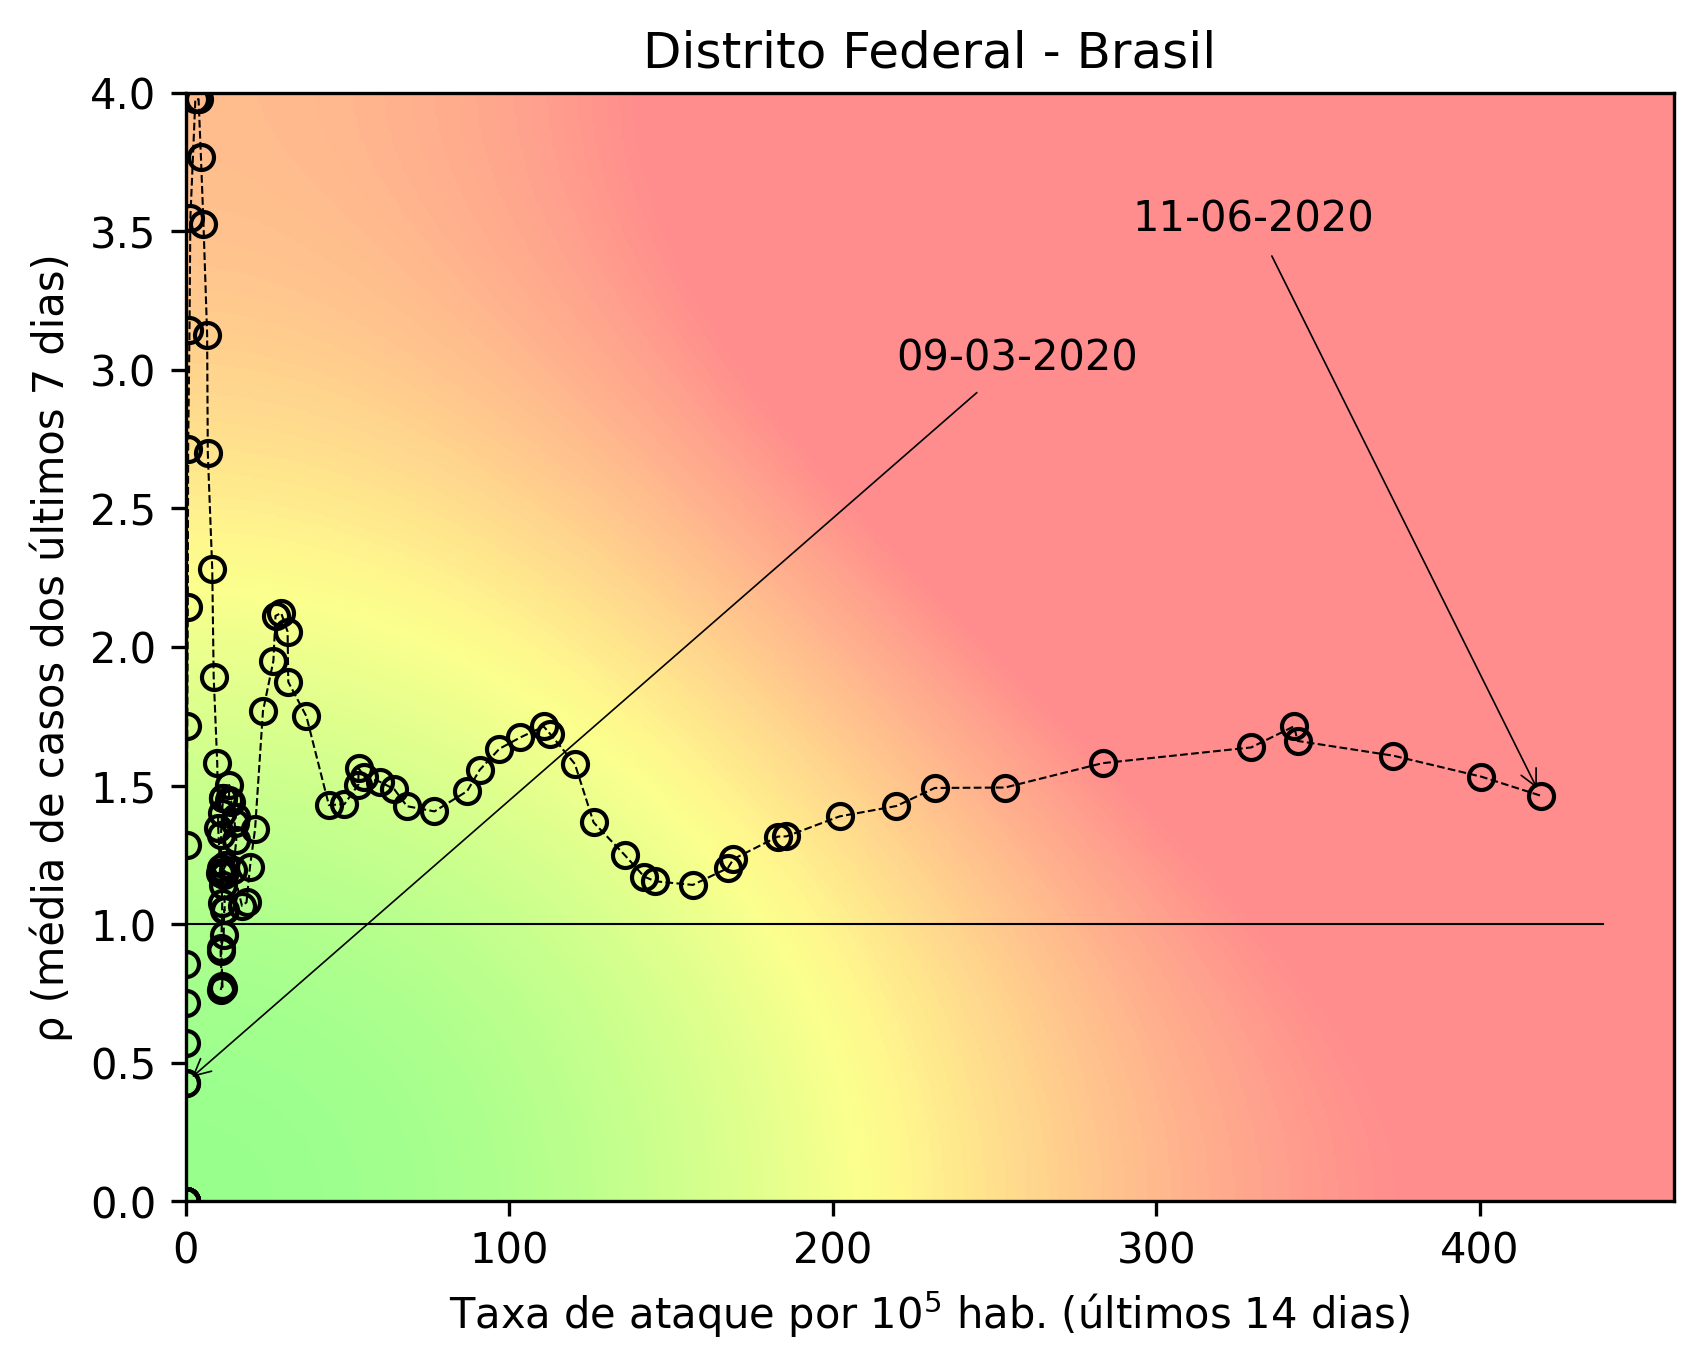 Distrito Federal - Brasil
4.0
3.5
3.0
2.5
2.0
1.5
1.0
0.5
0.0
ρ (média de casos dos últimos 7 dias)
11-06-2020
09-03-2020
0 100 200 300 400
Taxa de ataque por 10⁵ hab. (últimos 14 dias)